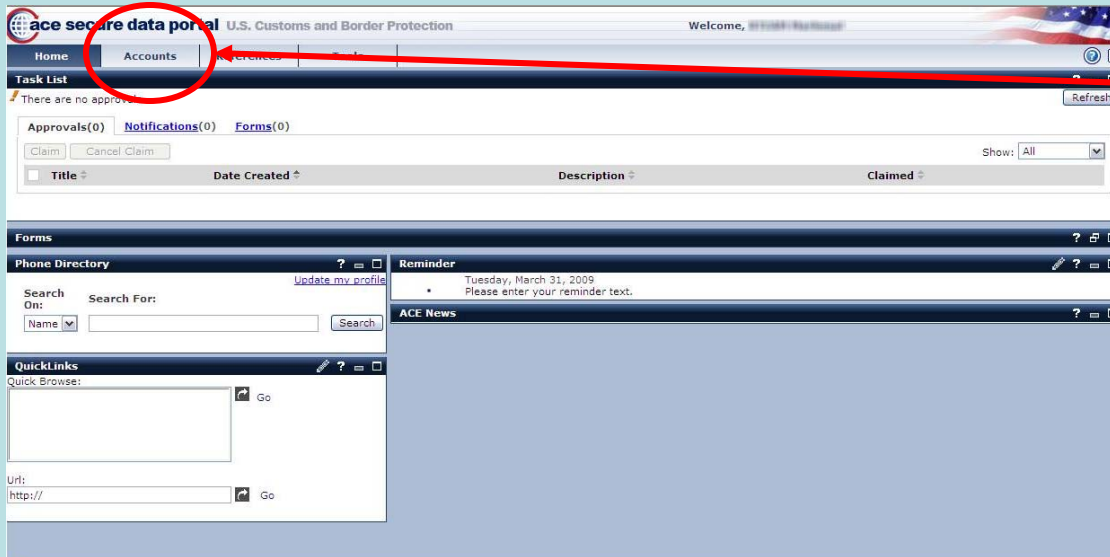 ace secure data portal U.S. Customs and Border Protection Welcome,
Home Accounts References Tools
Task List ?
There are no approvals
Refresh
Approvals(0) Notifications(0) Forms(0)
Claim Cancel Claim Show: All
Title Date Created Description Claimed
Forms ?
Phone Directory ?
Update my profile
Search On: Search For:
Name Search
Reminder ?
Tuesday, March 31, 2009
• Please enter your reminder text.
ACE News ?
QuickLinks ?
Quick Browse:
Go
Url:
http:// Go